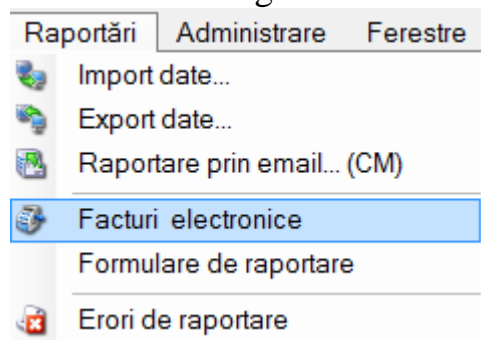 Raportări Administrare Ferestre
Import date...
Export date...
Raportare prin email... (CM)
Facturi electronice
Formulare de raportare
Erori de raportare